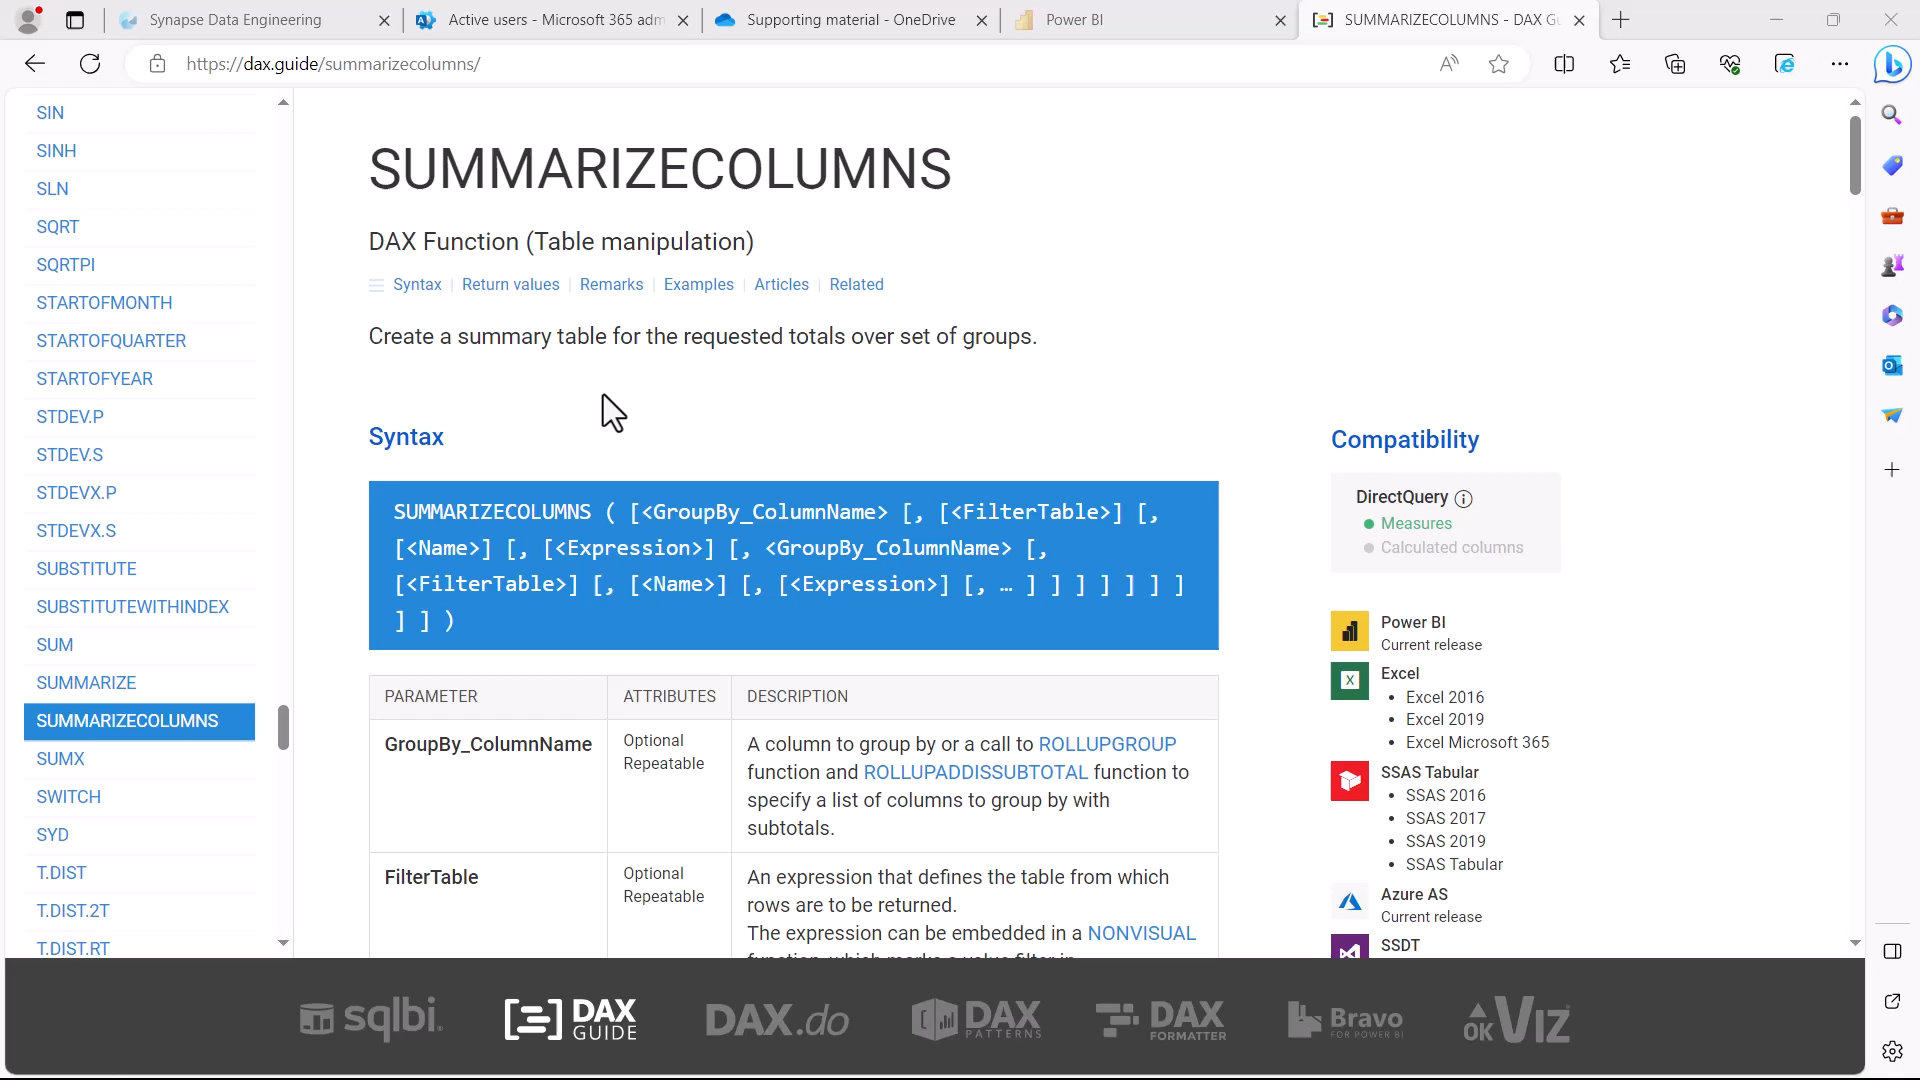 Synapse Data Engineering
Active users - Microsoft 365 adm
Supporting material - OneDrive
Power BI
SUMMARIZECOLUMNS - DAX Gu
https://dax.guide/summarizecolumns/
SIN
SINH
SLN
SQRT
SQRTPI
STARTOFMONTH
STARTOFQUARTER
STARTOFYEAR
STDEV.P
STDEV.S
STDEVX.P
STDEVX.S
SUBSTITUTE
SUBSTITUTEWITHINDEX
SUM
SUMMARIZE
SUMMARIZECOLUMNS
SUMX
SWITCH
SYD
T.DIST
T.DIST.2T
T.DIST.RT
SUMMARIZECOLUMNS
DAX Function (Table manipulation)
Syntax | Return values | Remarks | Examples | Articles | Related
Create a summary table for the requested totals over set of groups.
Syntax
SUMMARIZECOLUMNS ( [<GroupBy_ColumnName> [, [<FilterTable>] [,
[<Name>] [, [<Expression>] [, <GroupBy_ColumnName> [,
[<FilterTable>] [, [<Name>] [, [<Expression>] [, … ] ] ] ] ] ] ]
] ] )
PARAMETER ATTRIBUTES DESCRIPTION
GroupBy_ColumnName
Optional
Repeatable
A column to group by or a call to ROLLUPGROUP
function and ROLLUPADDISSUBTOTAL function to
specify a list of columns to group by with
subtotals.
FilterTable
Optional
Repeatable
An expression that defines the table from which
rows are to be returned.
The expression can be embedded in a NONVISUAL
Compatibility
DirectQuery
Measures
Calculated columns
Power BI
Current release
Excel
• Excel 2016
• Excel 2019
• Excel Microsoft 365
SSAS Tabular
• SSAS 2016
• SSAS 2017
• SSAS 2019
• SSAS Tabular
Azure AS
Current release
SSDT
sqlbi.
DAX
GUIDE
DAX.do
DAX
PATTERNS
DAX
FORMATTER
Bravo
FOR POWER BI
OK VIZ